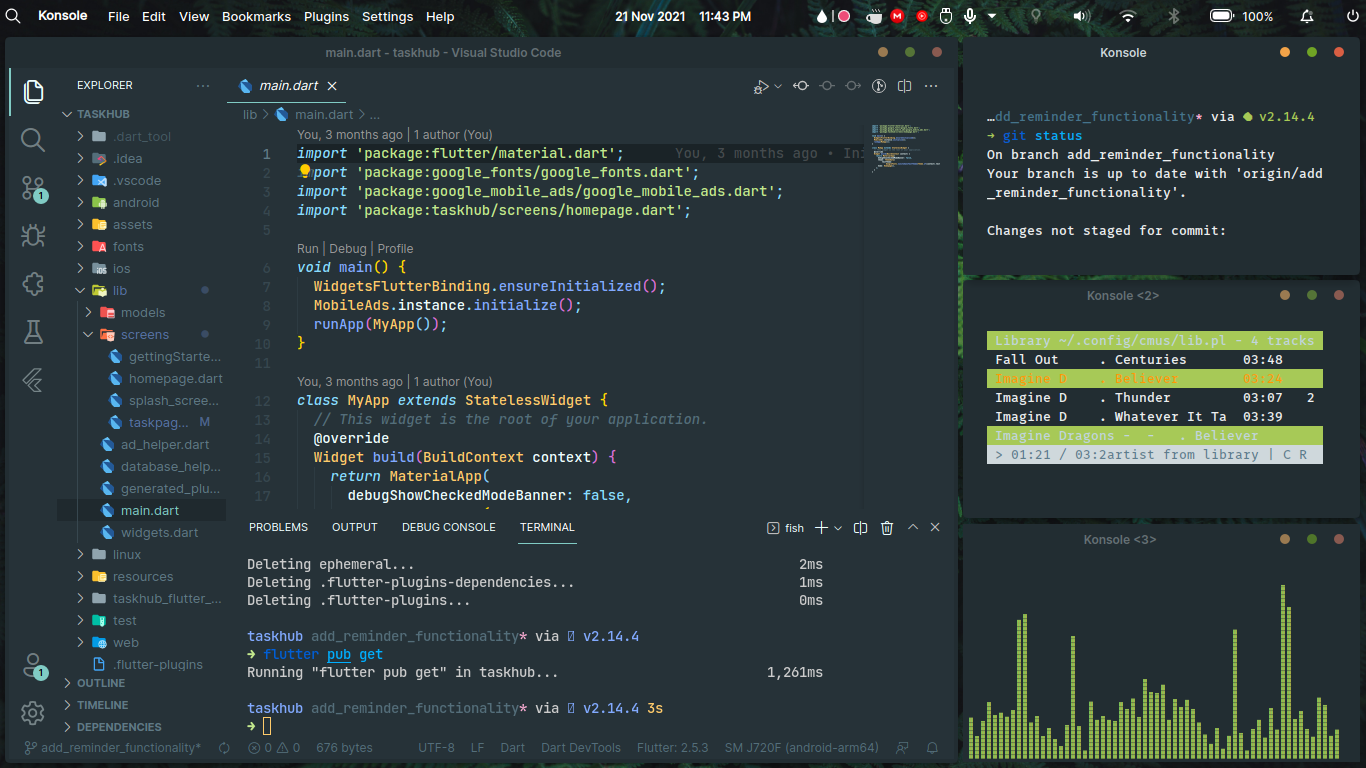 Konsole File Edit View Bookmarks Plugins Settings Help 21 Nov 2021 11:43 PM 100%
main.dart - taskhub - Visual Studio Code
EXPLORER ...
TASKHUB
.dart_tool
.idea
.vscode
android
assets
fonts
ios
lib
models
screens
gettingStarte...
homepage.dart
splash_scree...
taskpag... M
ad_helper.dart
database_help...
generated_plu...
main.dart
widgets.dart
linux
resources
taskhub_flutter_...
test
web
.flutter-plugins
OUTLINE
TIMELINE
DEPENDENCIES
1
1
main.dart
lib > main.dart > ...
You, 3 months ago | 1 author (You)
1 import 'package:flutter/material.dart'; You, 3 months ago • Ini
2 import 'package:google_fonts/google_fonts.dart';
3 import 'package:google_mobile_ads/google_mobile_ads.dart';
4 import 'package:taskhub/screens/homepage.dart';
5
Run | Debug | Profile
6 void main() {
7 WidgetsFlutterBinding.ensureInitialized();
8 MobileAds.instance.initialize();
9 runApp(MyApp());
10 }
11
You, 3 months ago | 1 author (You)
12 class MyApp extends StatelessWidget {
13 // This widget is the root of your application.
14 @override
15 Widget build(BuildContext context) {
16 return MaterialApp(
17 debugShowCheckedModeBanner: false,
PROBLEMS OUTPUT DEBUG CONSOLE TERMINAL fish
Deleting ephemeral... 2ms
Deleting .flutter-plugins-dependencies... 1ms
Deleting .flutter-plugins... 0ms
taskhub add_reminder_functionality* via v2.14.4
➜ flutter pub get
Running "flutter pub get" in taskhub... 1,261ms
taskhub add_reminder_functionality* via v2.14.4 3s
➜
add_reminder_functionality* 0 0 676 bytes UTF-8 LF Dart Dart DevTools Flutter: 2.5.3 SM J720F (android-arm64)
Konsole
…dd_reminder_functionality* via v2.14.4
➜ git status
On branch add_reminder_functionality
Your branch is up to date with 'origin/add
_reminder_functionality'.
Changes not staged for commit:
Konsole <2>
Library ~/.config/cmus/lib.pl - 4 tracks
Fall Out . Centuries 03:48
Imagine D . Believer 03:24
Imagine D . Thunder 03:07 2
Imagine D . Whatever It Ta 03:39
Imagine Dragons - - . Believer
> 01:21 / 03:2artist from library | C R
Konsole <3>